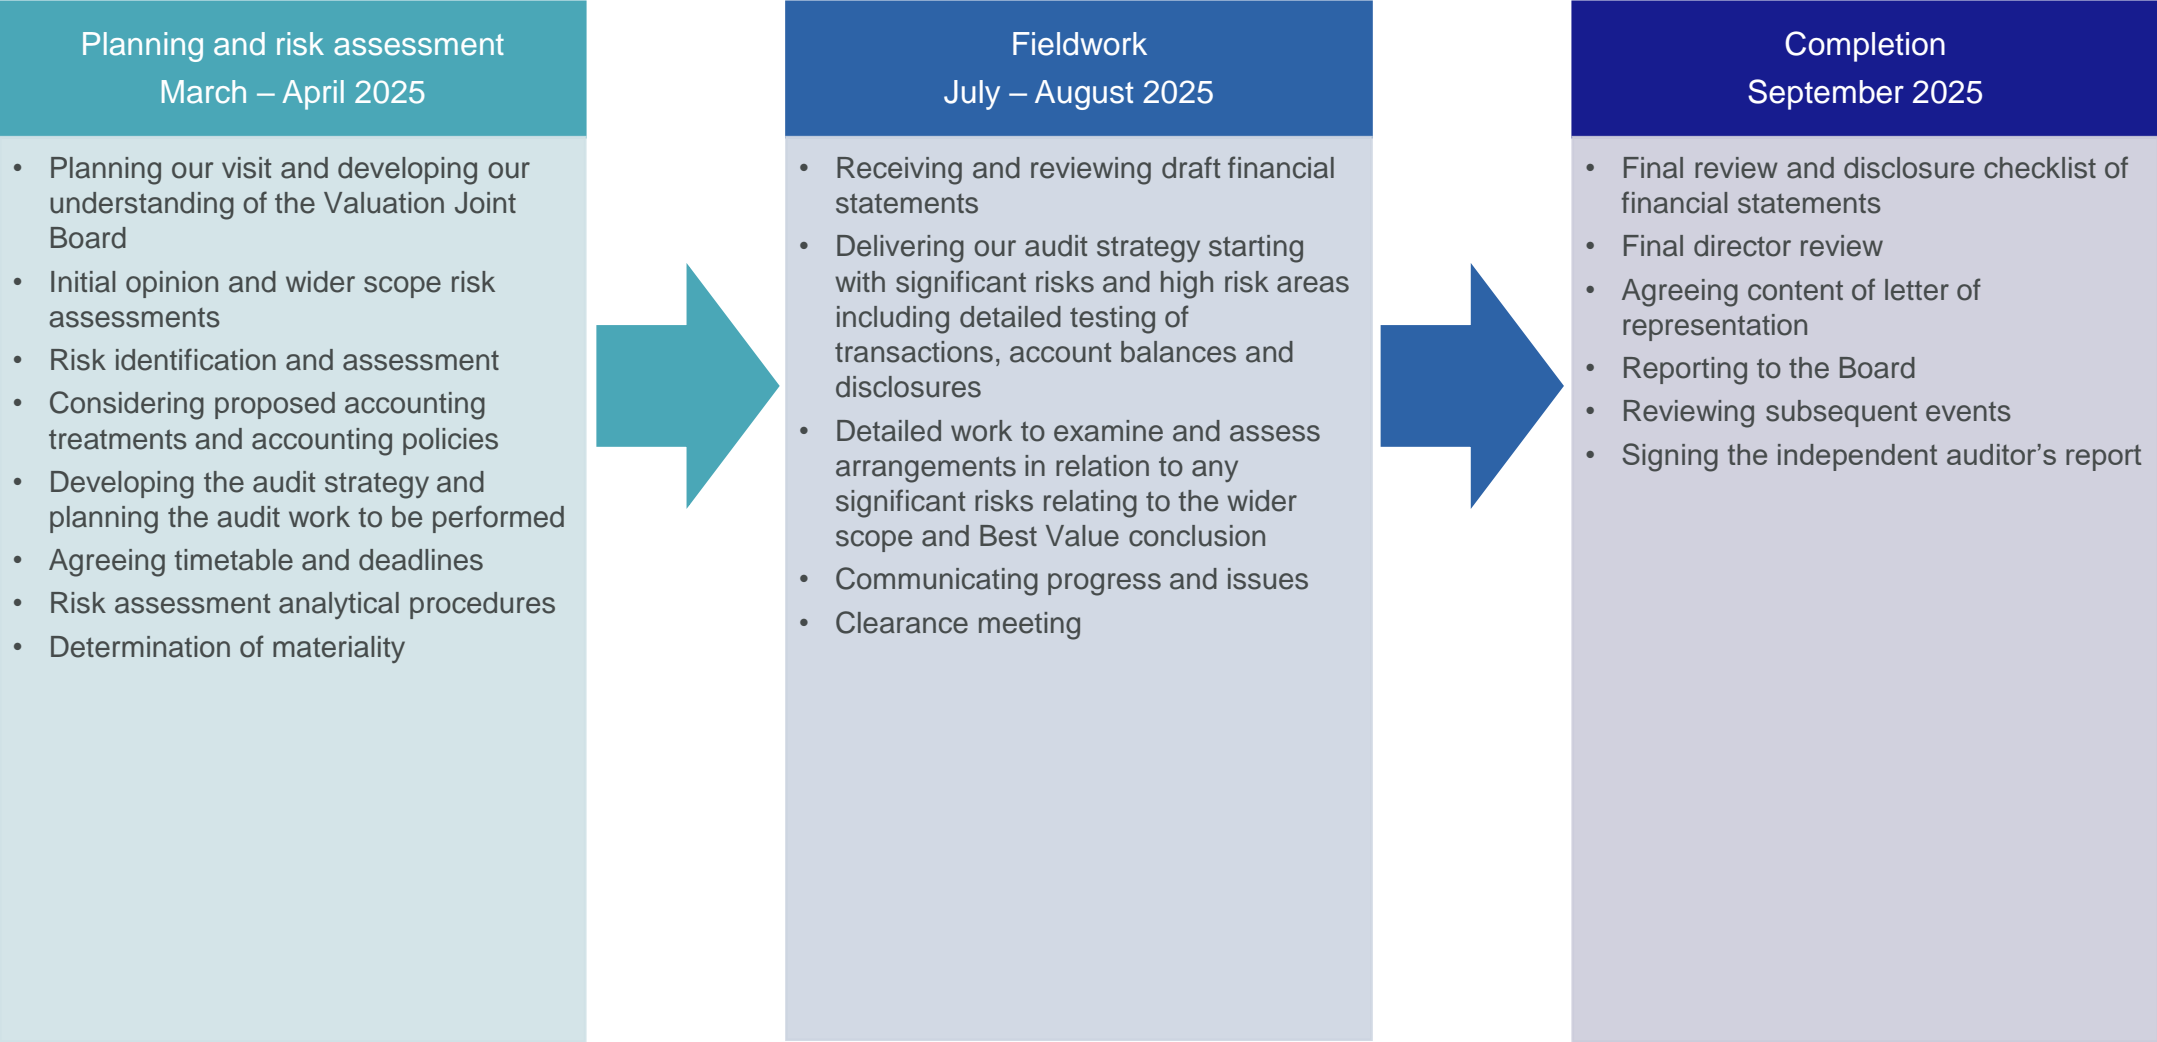 Planning and risk assessment
March – April 2025
• Planning our visit and developing our
understanding of the Valuation Joint
Board
• Initial opinion and wider scope risk
assessments
• Risk identification and assessment
• Considering proposed accounting
treatments and accounting policies
• Developing the audit strategy and
planning the audit work to be performed
• Agreeing timetable and deadlines
• Risk assessment analytical procedures
• Determination of materiality
Fieldwork
July – August 2025
• Receiving and reviewing draft financial
statements
• Delivering our audit strategy starting
with significant risks and high risk areas
including detailed testing of
transactions, account balances and
disclosures
• Detailed work to examine and assess
arrangements in relation to any
significant risks relating to the wider
scope and Best Value conclusion
• Communicating progress and issues
• Clearance meeting
Completion
September 2025
• Final review and disclosure checklist of
financial statements
• Final director review
• Agreeing content of letter of
representation
• Reporting to the Board
• Reviewing subsequent events
• Signing the independent auditor’s report